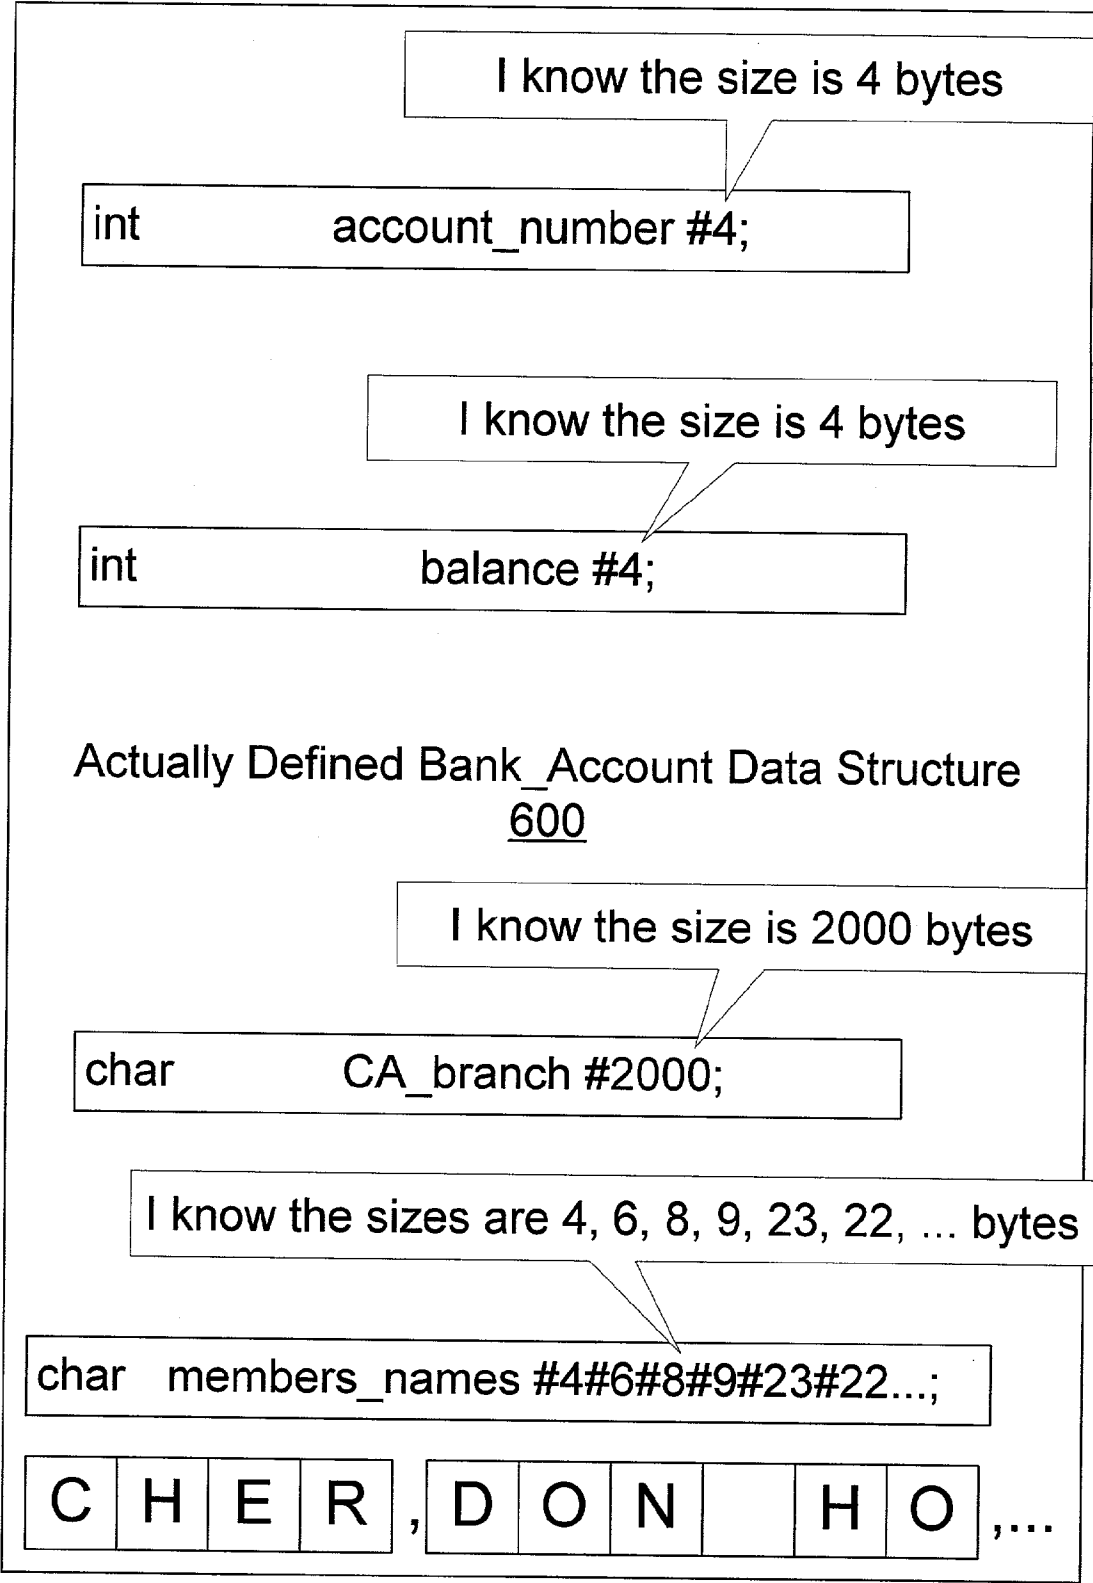 I know the size is 4 bytes
int account_number #4;
I know the size is 4 bytes
int balance #4;
Actually Defined Bank_Account Data Structure
600
I know the size is 2000 bytes
char CA_branch #2000;
I know the sizes are 4, 6, 8, 9, 23, 22, ... bytes
char members_names #4#6#8#9#23#22...;
C H E R , D O N H O ,...